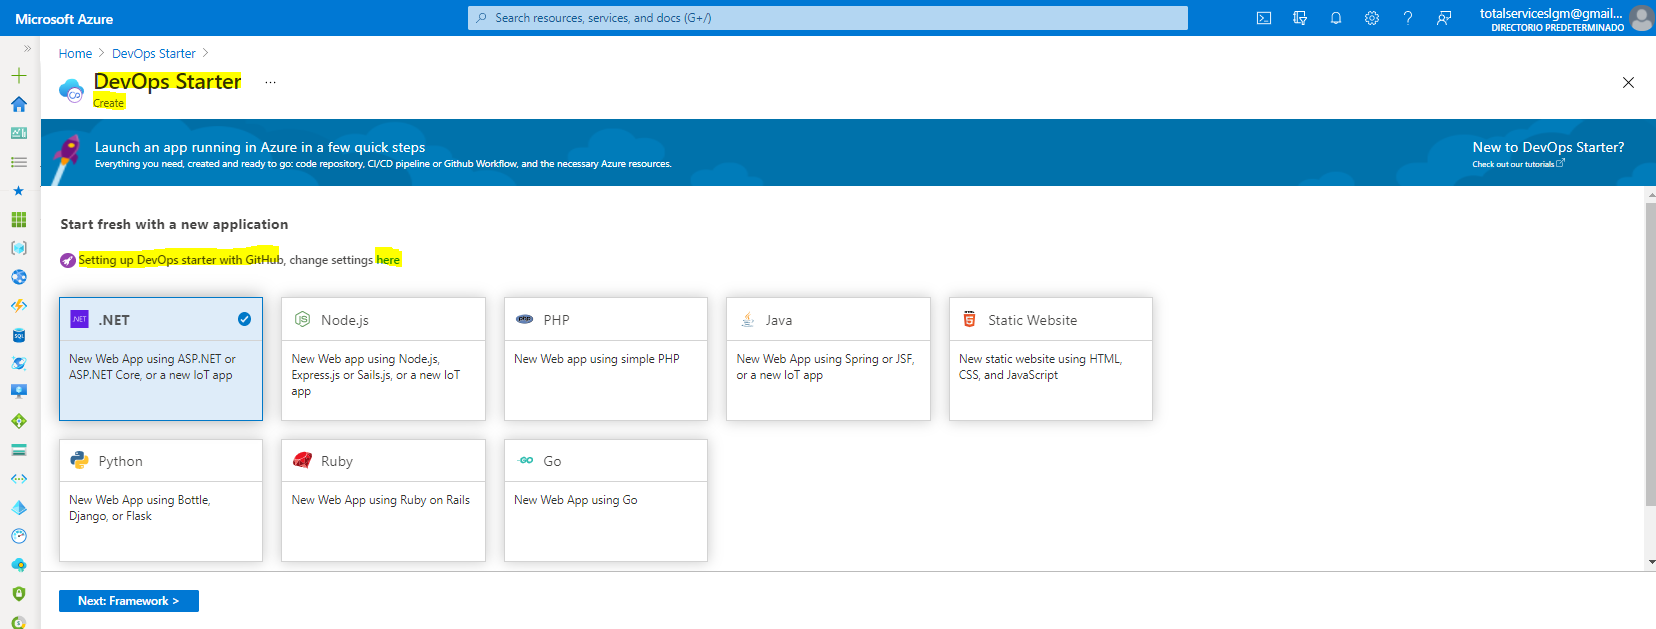 Microsoft Azure
Search resources, services, and docs (G+/)
totalserviceslgm@gmail...
DIRECTORIO PREDETERMINADO
Home > DevOps Starter >
DevOps Starter ...
Create
Launch an app running in Azure in a few quick steps
Everything you need, created and ready to go: code repository, CI/CD pipeline or Github Workflow, and the necessary Azure resources.
New to DevOps Starter?
Check out our tutorials
Start fresh with a new application
Setting up DevOps starter with GitHub, change settings here
.NET
New Web App using ASP.NET or
ASP.NET Core, or a new IoT app
Node.js
New Web app using Node.js,
Express.js or Sails.js, or a new IoT
app
PHP
New Web app using simple PHP
Java
New Web App using Spring or JSF,
or a new IoT app
Static Website
New static website using HTML,
CSS, and JavaScript
Python
New Web App using Bottle,
Django, or Flask
Ruby
New Web App using Ruby on Rails
Go
New Web App using Go
Next: Framework >